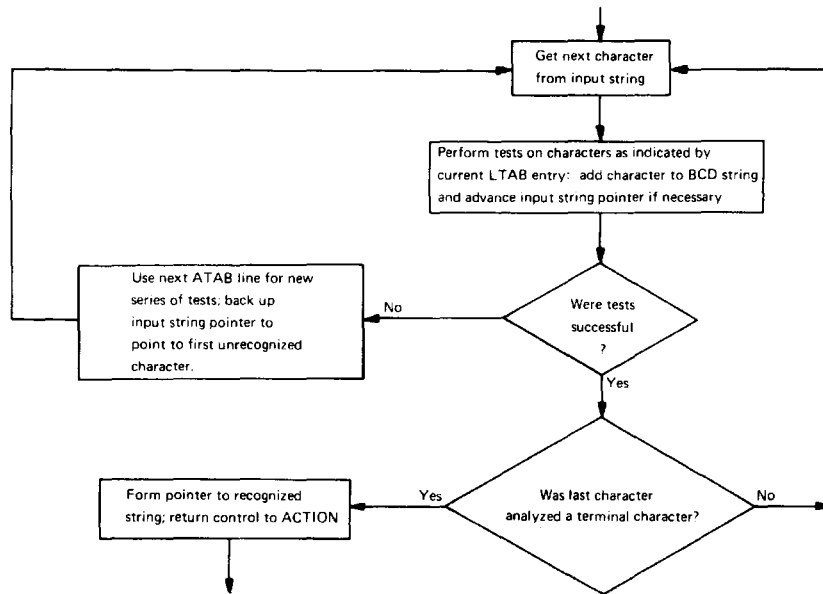 Get next character
from input string
Perform tests on characters as indicated by
current LTAB entry: add character to BCD string
and advance input string pointer if necessary
Use next ATAB line for new
series of tests; back up
input string pointer to
point to first unrecognized
character.
No
Were tests
successful
?
Yes
Form pointer to recognized
string; return control to ACTION
Yes
Was last character
analyzed a terminal character?
No